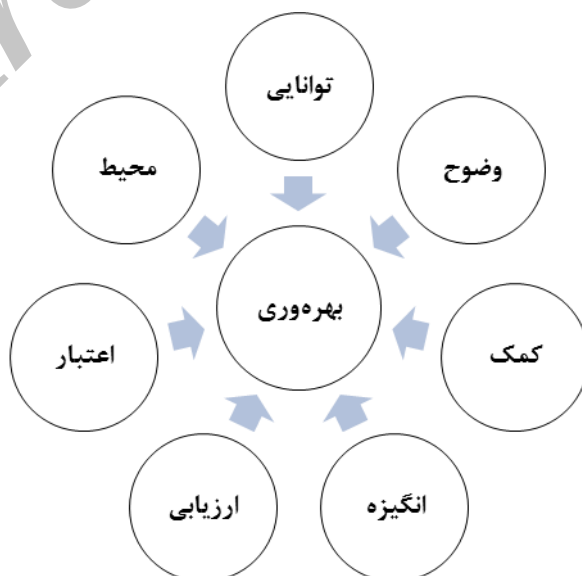 توانایی
وضوح
کمک
انگیزه
ارزیابی
اعتبار
محیط
بهره‌وری